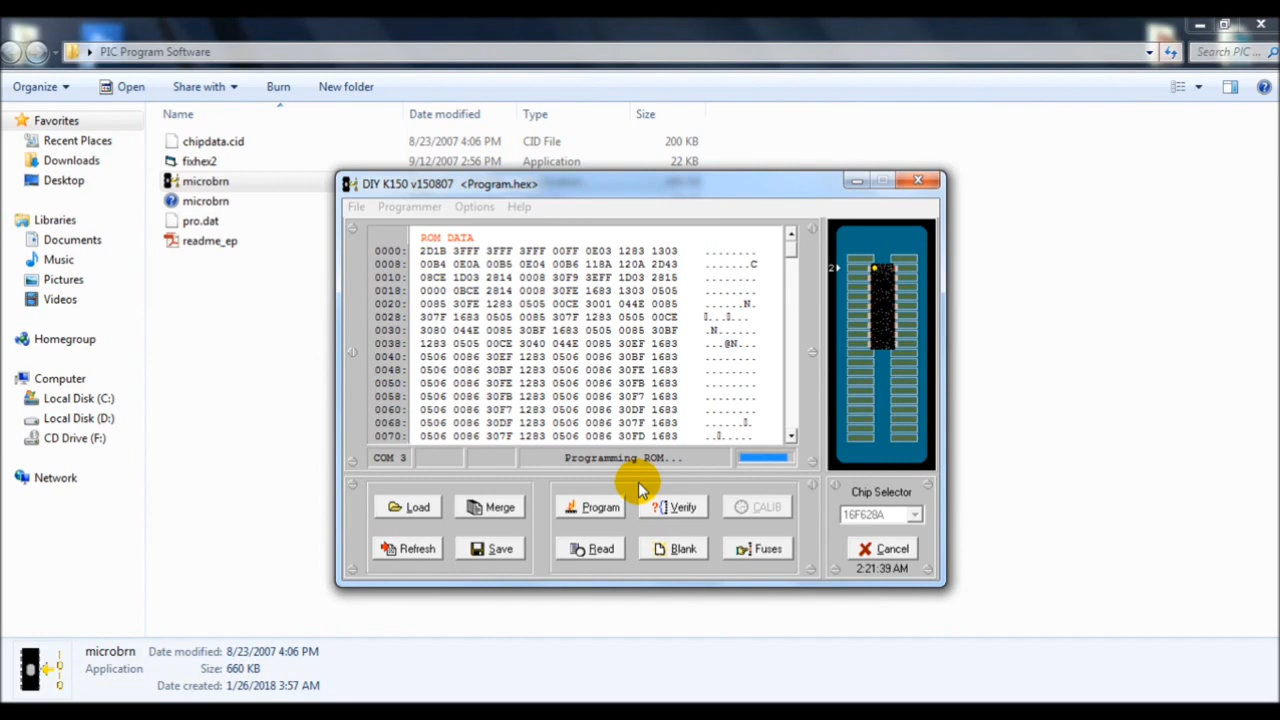 PIC Program Software
Search PIC ...
Organize Open Share with Burn New folder
Name Date modified Type Size
Favorites
Recent Places
Downloads
Desktop
Libraries
Documents
Music
Pictures
Videos
Homegroup
Computer
Local Disk (C:)
Local Disk (D:)
CD Drive (F:)
Network
chipdata.cid 8/23/2007 4:06 PM CID File 200 KB
fixhex2 9/12/2007 2:56 PM Application 22 KB
microbrn
microbrn
pro.dat
readme_ep
DIY K150 v150807 <Program.hex>
File Programmer Options Help
ROM DATA
0000: 2D1B 3FFF 3FFF 3FFF 00FF 0E03 1283 1303 ........
0008: 00B4 0E0A 00B5 0E04 00B6 118A 120A 2D43 .......C
0010: 08CE 1D03 2814 0008 30F9 3EFF 1D03 2815 ........
0018: 0000 0BCE 2814 0008 30FE 1683 1303 0505 ........
0020: 0085 30FE 1283 0505 00CE 3001 044E 0085 ......N.
0028: 307F 1683 0505 0085 307F 1283 0505 00CE
0030: 3080 044E 0085 30BF 1683 0505 0085 30BF .N......
0038: 1283 0505 00CE 3040 044E 0085 30EF 1683 ...@N...
0040: 0506 0086 30EF 1283 0506 0086 30BF 1683 ........
0048: 0506 0086 30BF 1283 0506 0086 30FE 1683 ........
0050: 0506 0086 30FE 1283 0506 0086 30FB 1683 ........
0058: 0506 0086 30FB 1283 0506 0086 30F7 1683 ........
0060: 0506 0086 30F7 1283 0506 0086 30DF 1683 ........
0068: 0506 0086 30DF 1283 0506 0086 307F 1683
0070: 0506 0086 307F 1283 0506 0086 30FD 1683
COM 3 Programming ROM...
2
Load Merge Program Verify CALIB
Refresh Save Read Blank Fuses
Chip Selector
16F628A
Cancel
2:21:39 AM
microbrn Date modified: 8/23/2007 4:06 PM
Application Size: 660 KB
Date created: 1/26/2018 3:57 AM